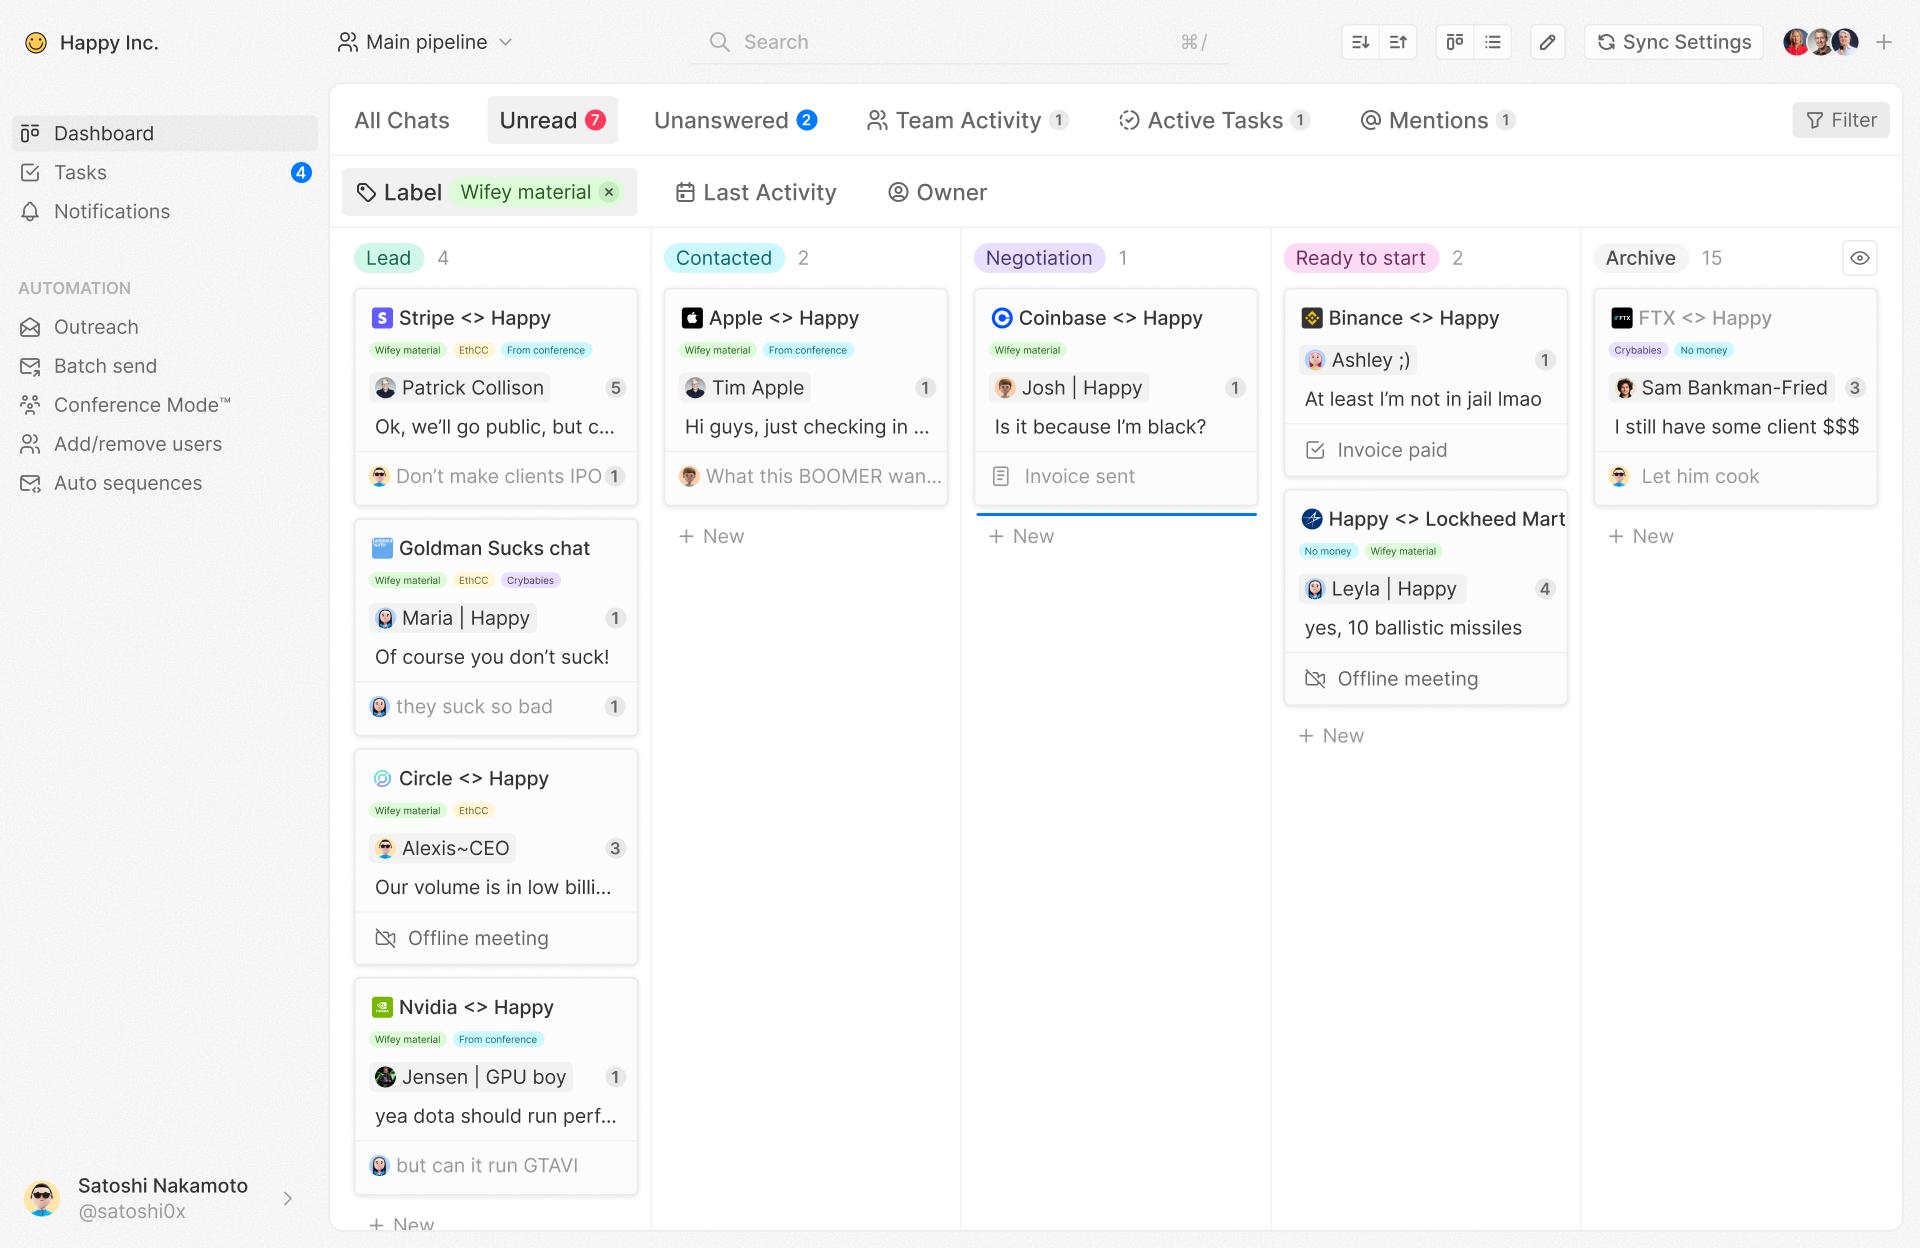 Happy Inc.
Main pipeline
Search
⌘/
Sync Settings
Dashboard
Tasks 4
Notifications
AUTOMATION
Outreach
Batch send
Conference Mode™
Add/remove users
Auto sequences
Satoshi Nakamoto
@satoshi0x
All Chats
Unread 7
Unanswered 2
Team Activity 1
Active Tasks 1
Mentions 1
Filter
Label Wifey material ×
Last Activity
Owner
Lead 4
Stripe <> Happy
Wifey material EthCC From conference
Patrick Collison 5
Ok, we’ll go public, but c...
Don’t make clients IPO 1
Goldman Sucks chat
Wifey material EthCC Crybabies
Maria | Happy 1
Of course you don’t suck!
they suck so bad 1
Circle <> Happy
Wifey material EthCC
Alexis~CEO 3
Our volume is in low billi...
Offline meeting
Nvidia <> Happy
Wifey material From conference
Jensen | GPU boy 1
yea dota should run perf...
but can it run GTAVI
+ New
Contacted 2
Apple <> Happy
Wifey material From conference
Tim Apple 1
Hi guys, just checking in ...
What this BOOMER wan...
+ New
Negotiation 1
Coinbase <> Happy
Wifey material
Josh | Happy 1
Is it because I’m black?
Invoice sent
+ New
Ready to start 2
Binance <> Happy
Ashley ;) 1
At least I’m not in jail lmao
Invoice paid
Happy <> Lockheed Mart
No money Wifey material
Leyla | Happy 4
yes, 10 ballistic missiles
Offline meeting
+ New
Archive 15
FTX <> Happy
Crybabies No money
Sam Bankman-Fried 3
I still have some client $$$
Let him cook
+ New